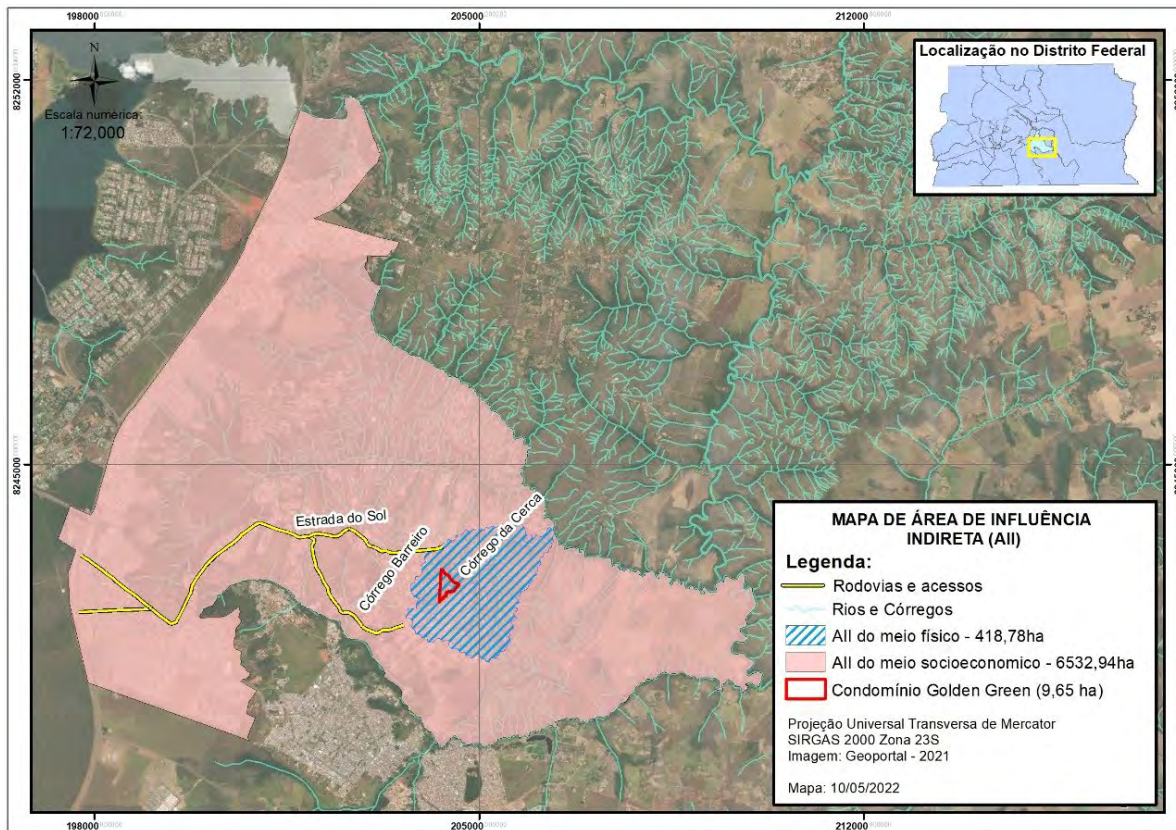 198000
205000
212000
N
Escala numérica:
1:72,000
Localização no Distrito Federal
8252000
8245000
Estrada do Sol
Córrego Barreiro
Córrego da Cerca
MAPA DE ÁREA DE INFLUÊNCIA
INDIRETA (AII)
Legenda:
Rodovias e acessos
Rios e Córregos
AII do meio físico - 418,78ha
AII do meio socioeconomico - 6532,94ha
Condomínio Golden Green (9,65 ha)
Projeção Universal Transversa de Mercator
SIRGAS 2000 Zona 23S
Imagem: Geoportal - 2021
Mapa: 10/05/2022
198000
205000
212000